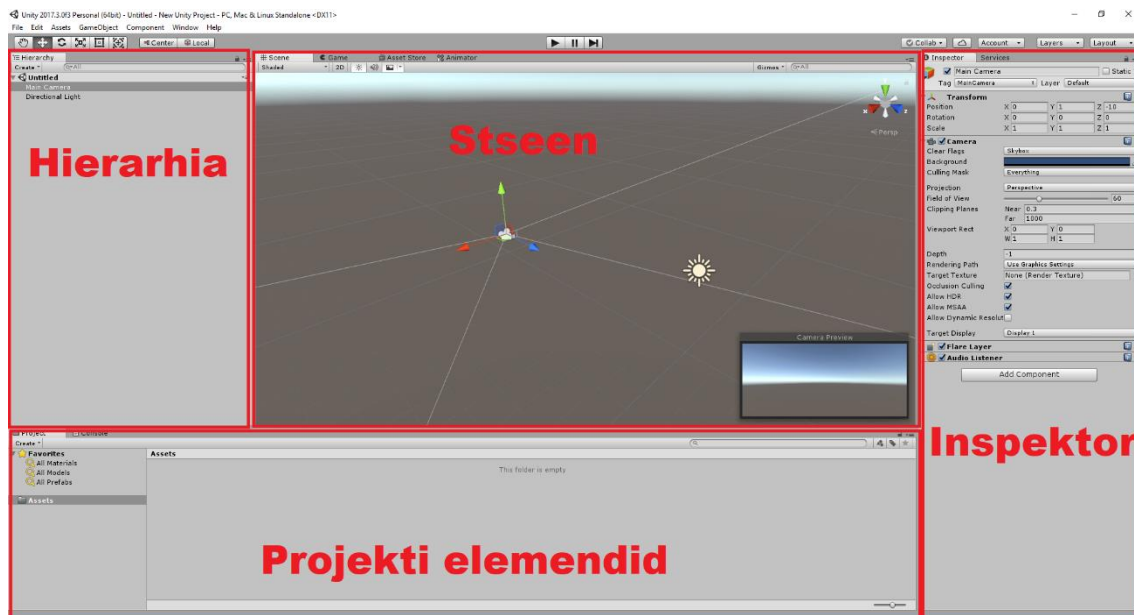 Unity 2017.3.0f3 Personal (64bit) - Untitled - New Unity Project - PC, Mac & Linux Standalone <DX11>
File Edit Assets GameObject Component Window Help
Center Local
Collab Account Layers Layout
Hierarchy
Create All
Untitled
Main Camera
Directional Light
Hierarhia
Scene Game Asset Store Animator
Shaded 2D Gizmos All
x z
Persp
Stseen
Camera Preview
Inspector Services
Main Camera Static
Tag MainCamera Layer Default
Transform
Position X 0 Y 1 Z -10
Rotation X 0 Y 0 Z 0
Scale X 1 Y 1 Z 1
Camera
Clear Flags Skybox
Background
Culling Mask Everything
Projection Perspective
Field of View 60
Clipping Planes Near 0.3
Far 1000
Viewport Rect X 0 Y 0
W 1 H 1
Depth -1
Rendering Path Use Graphics Settings
Target Texture None (Render Texture)
Occlusion Culling
Allow HDR
Allow MSAA
Allow Dynamic Resolut
Target Display Display 1
Flare Layer
Audio Listener
Add Component
Inspektor
Project Console
Create
Favorites
All Materials
All Models
All Prefabs
Assets
Assets
This folder is empty
Projekti elemendid